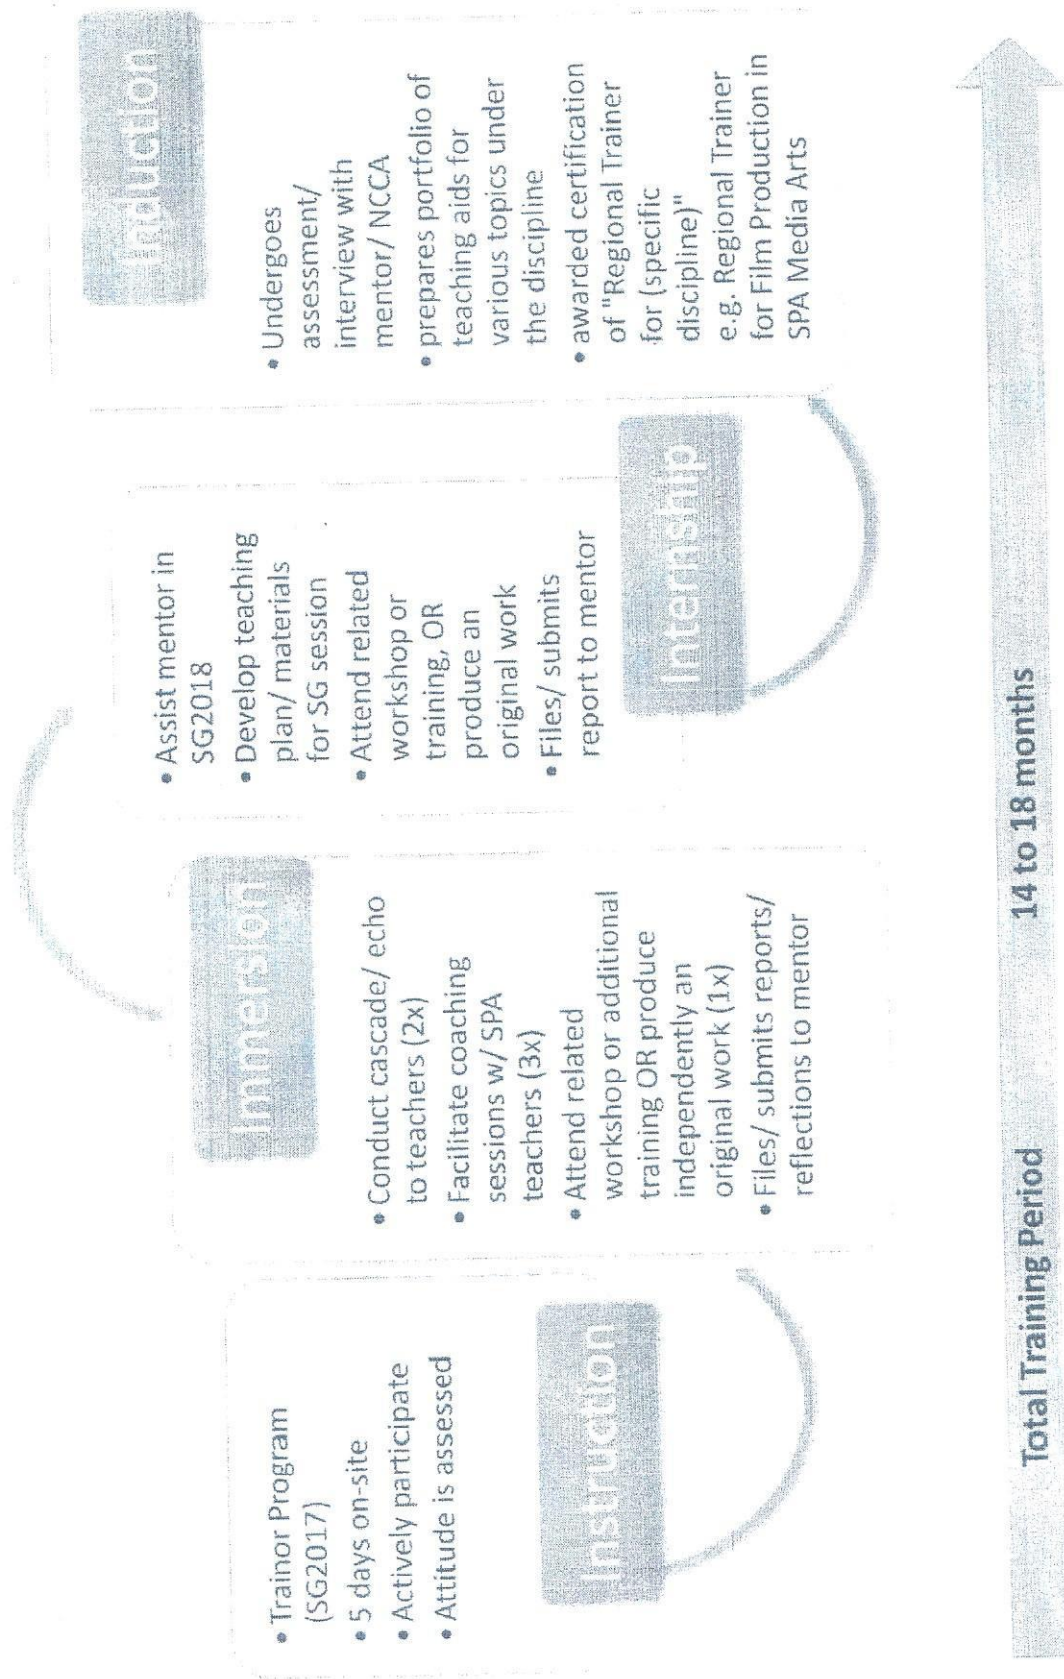 • Trainor Program
(SG2017)
• 5 days on-site
• Actively participate
• Attitude is assessed
Instruction
Immersion
• Conduct cascade/ echo
to teachers (2x)
• Facilitate coaching
sessions w/ SPA
teachers (3x)
• Attend related
workshop or additional
training OR produce
independently an
original work (1x)
• Files/ submits reports/
reflections to mentor
• Assist mentor in
SG2018
• Develop teaching
plan/ materials
for SG session
• Attend related
workshop or
training, OR
produce an
original work
• Files/ submits
report to mentor
Internship
Induction
• Undergoes
assessment/
interview with
mentor/ NCCA
• prepares portfolio of
teaching aids for
various topics under
the discipline
• awarded certification
of "Regional Trainer
for (specific
discipline)"
e.g. Regional Trainer
for Film Production in
SPA Media Arts
Total Training Period 14 to 18 months